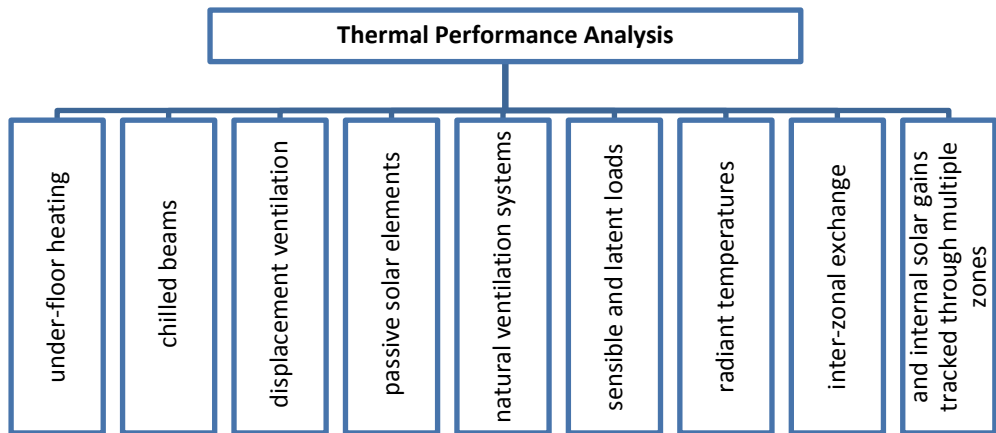 Thermal Performance Analysis
under-floor heating
chilled beams
displacement ventilation
passive solar elements
natural ventilation systems
sensible and latent loads
radiant temperatures
inter-zonal exchange
and internal solar gains
tracked through multiple
zones